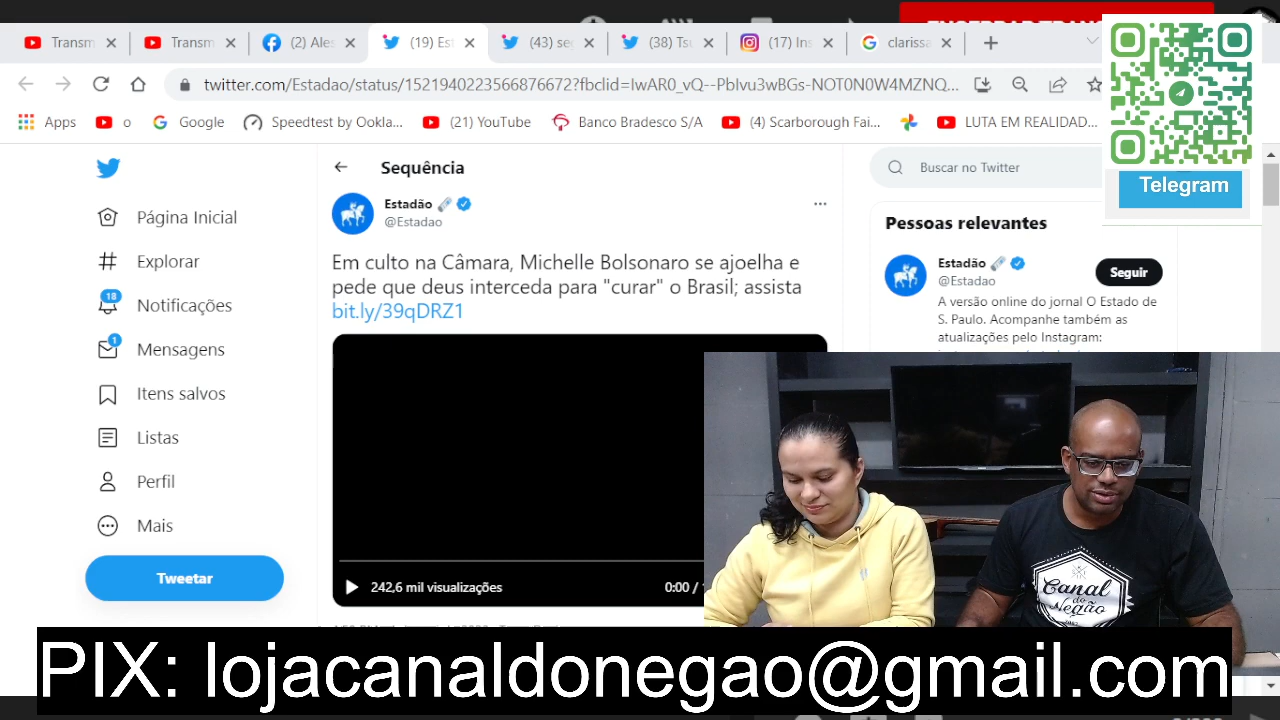 Transm
Transm
(2) Ales
(19) Est
(43) se
(38) Tsu
(17) Ins
clarissa
twitter.com/Estadao/status/1521940223566876672?fbclid=IwAR0_vQ--PbIvu3wBGs-NOT0N0W4MZNQ...
Apps
o
Google
Speedtest by Ookla...
(21) YouTube
Banco Bradesco S/A
(4) Scarborough Fai...
LUTA EM REALIDAD...
Telegram
Sequência
Buscar no Twitter
Página Inicial
Explorar
18
Notificações
1
Mensagens
Itens salvos
Listas
Perfil
Mais
Tweetar
Estadão
@Estadao
Em culto na Câmara, Michelle Bolsonaro se ajoelha e
pede que deus interceda para "curar" o Brasil; assista
bit.ly/39qDRZ1
242,6 mil visualizações
0:00 /
Pessoas relevantes
Estadão
@Estadao
Seguir
A versão online do jornal O Estado de
S. Paulo. Acompanhe também as
atualizações pelo Instagram:
Canal
do
Negão
PIX: lojacanaldonegao@gmail.com